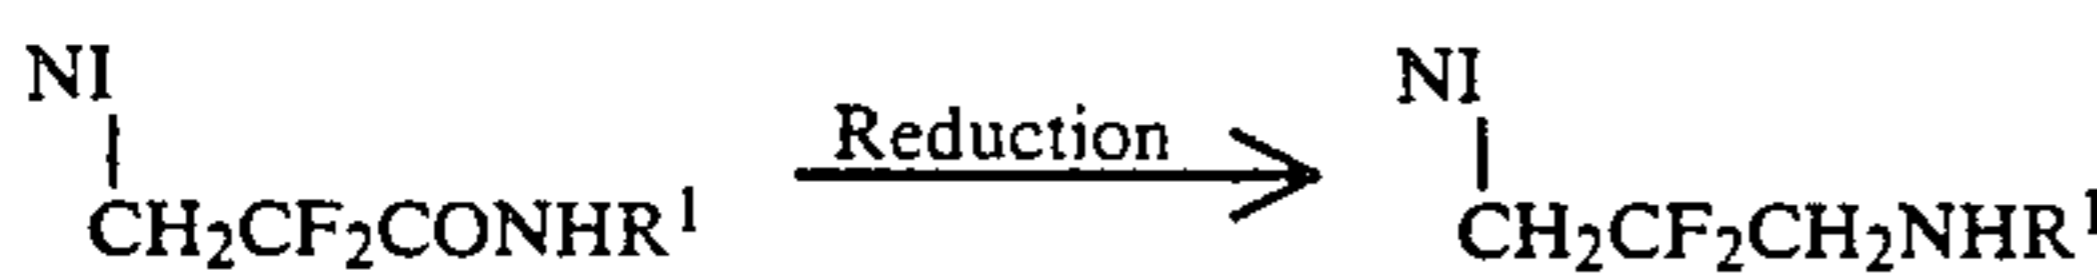 NI NI
Reduction
CH₂CF₂CONHR¹ CH₂CF₂CH₂NHR¹